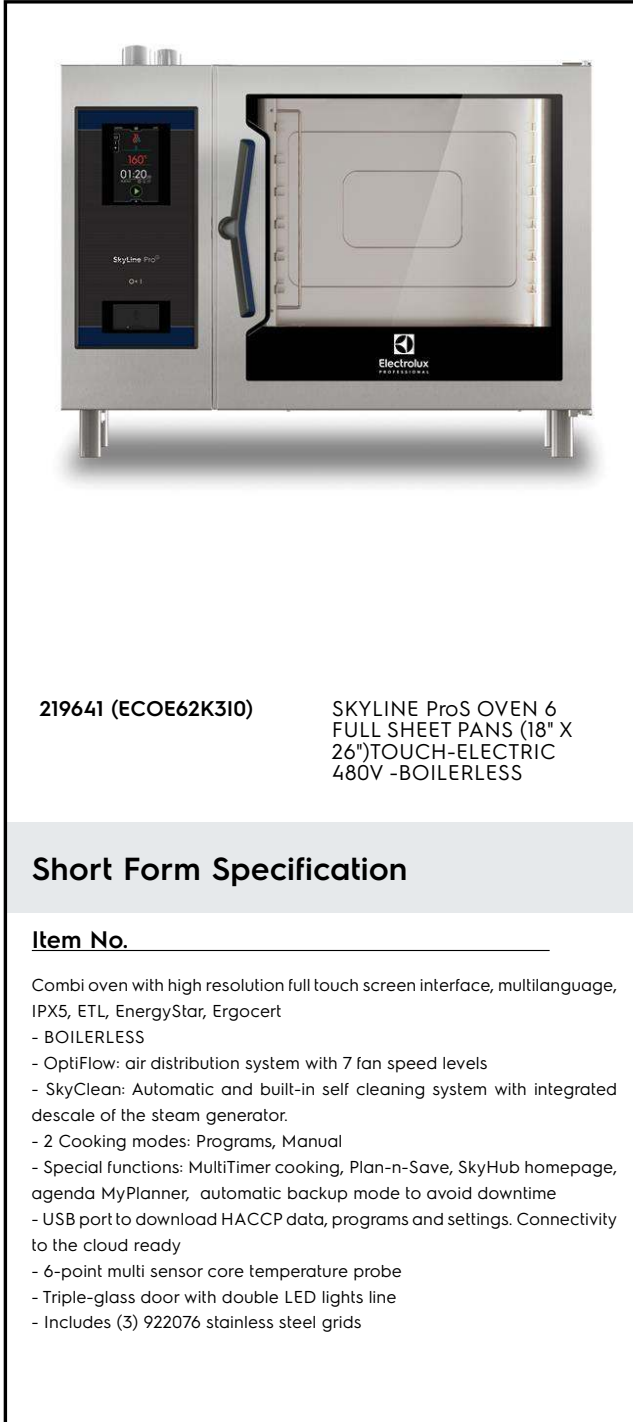 160°
01:20
SkyLine ProS
Electrolux
PROFESSIONAL
219641 (ECOE62K3I0)
SKYLINE ProS OVEN 6
FULL SHEET PANS (18" X
26")TOUCH-ELECTRIC
480V -BOILERLESS
Short Form Specification
Item No.
Combi oven with high resolution full touch screen interface, multilanguage,
IPX5, ETL, EnergyStar, Ergocert
- BOILERLESS
- OptiFlow: air distribution system with 7 fan speed levels
- SkyClean: Automatic and built-in self cleaning system with integrated
descale of the steam generator.
- 2 Cooking modes: Programs, Manual
- Special functions: MultiTimer cooking, Plan-n-Save, SkyHub homepage,
agenda MyPlanner,  automatic backup mode to avoid downtime
- USB port to download HACCP data, programs and settings. Connectivity
to the cloud ready
- 6-point multi sensor core temperature probe
- Triple-glass door with double LED lights line
- Includes (3) 922076 stainless steel grids